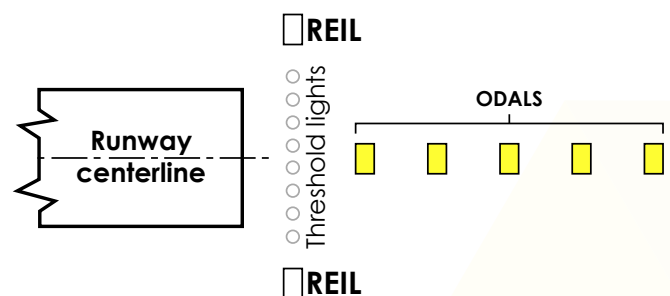 REIL
Threshold lights
ODALS
Runway
centerline
REIL